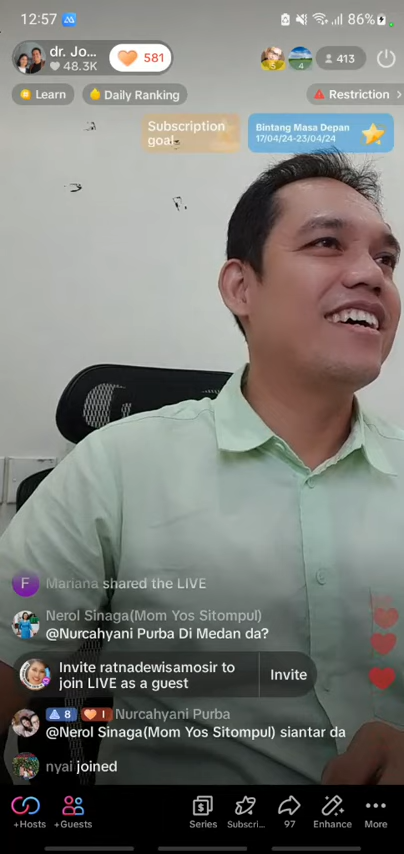 12:57
86%
dr. Jo...
48.3K
581
413
Learn
Daily Ranking
Restriction
Subscription
goal
Bintang Masa Depan
17/04/24-23/04/24
Mariana shared the LIVE
Nerol Sinaga(Mom Yos Sitompul)
@Nurcahyani Purba Di Medan da?
Invite ratnadewisamosir to
join LIVE as a guest
Invite
8 1 Nurcahyani Purba
@Nerol Sinaga(Mom Yos Sitompul) siantar da
nyai joined
+Hosts
+Guests
Series
Subscri...
97
Enhance
More